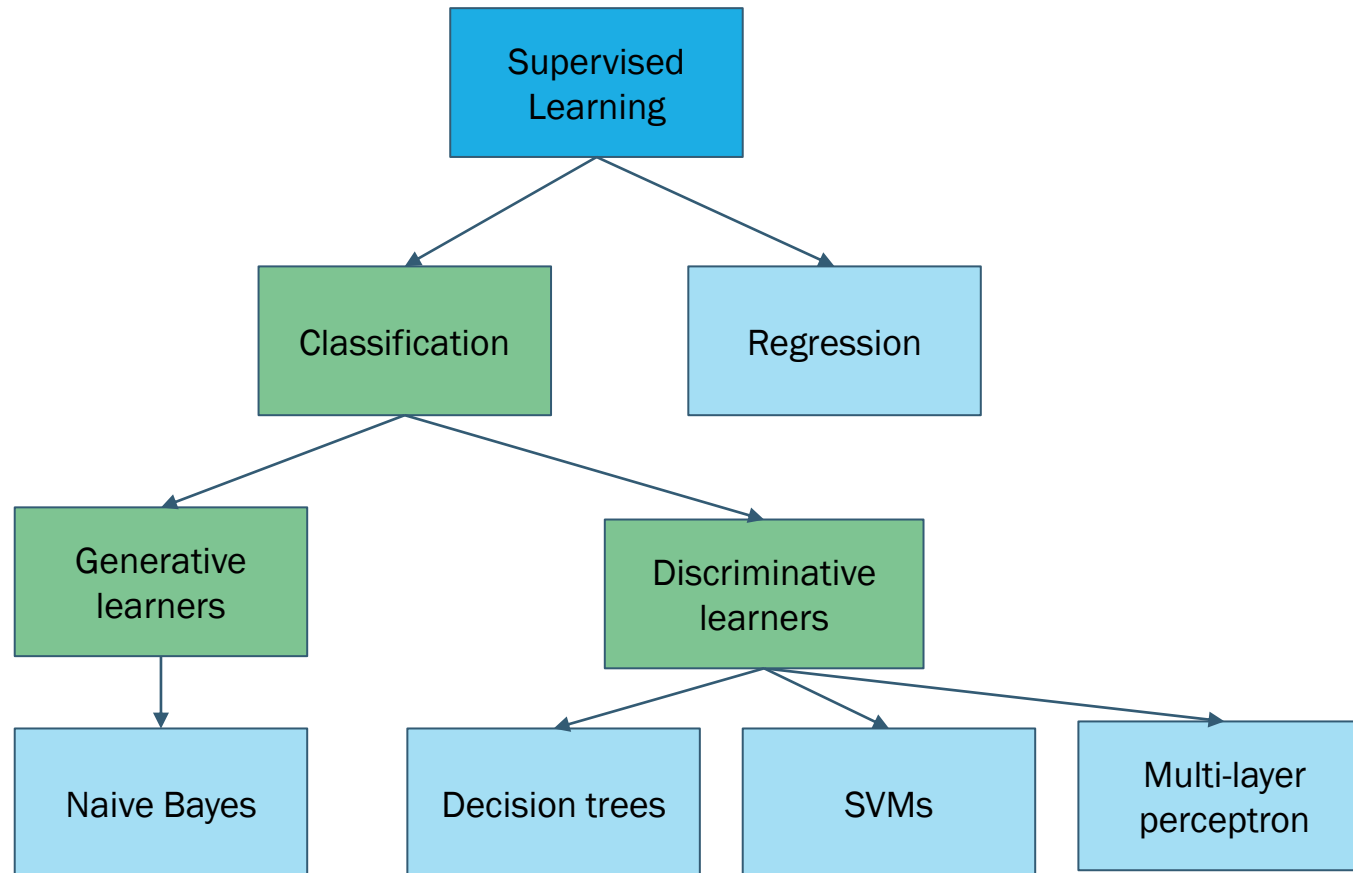 Supervised
Learning
Classification
Regression
Generative
learners
Discriminative
learners
Naive Bayes
Decision trees
SVMs
Multi-layer
perceptron